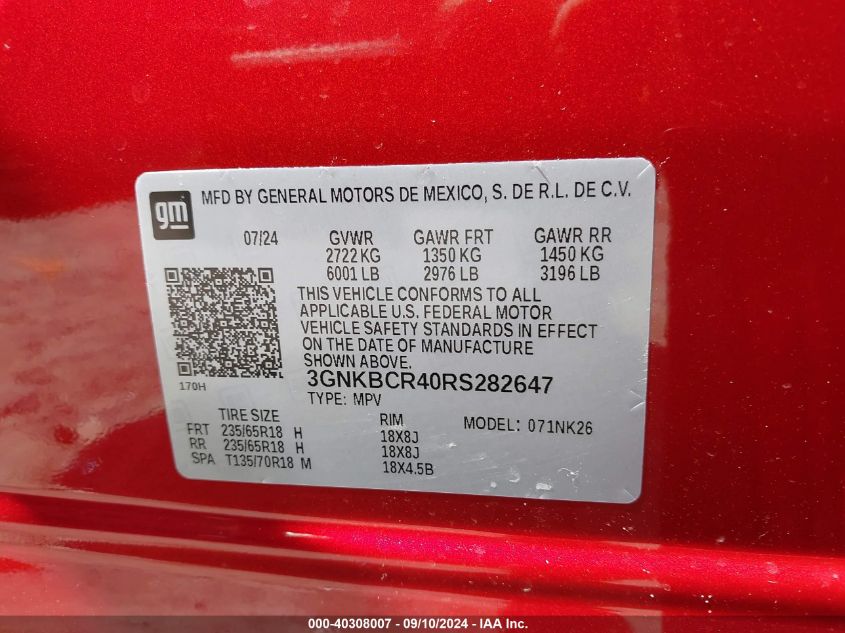 gm
MFD BY GENERAL MOTORS DE MEXICO, S. DE R.L. DE C.V.
07/24 GVWR GAWR FRT GAWR RR
2722 KG 1350 KG 1450 KG
6001 LB 2976 LB 3196 LB
THIS VEHICLE CONFORMS TO ALL
APPLICABLE U.S. FEDERAL MOTOR
VEHICLE SAFETY STANDARDS IN EFFECT
ON THE DATE OF MANUFACTURE
SHOWN ABOVE.
170H
3GNKBCR40RS282647
TYPE: MPV
TIRE SIZE RIM MODEL: 071NK26
FRT 235/65R18 H 18X8J
RR 235/65R18 H 18X8J
SPA T135/70R18 M 18X4.5B
000-40308007 - 09/10/2024 - IAA Inc.